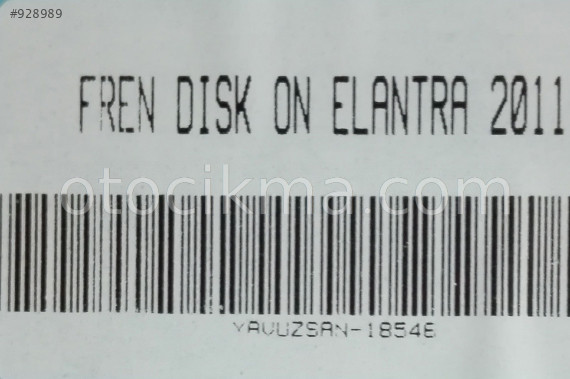 #928989
FREN DISK ON ELANTRA 2011
otocikma.com
YAVUZSAN-18546